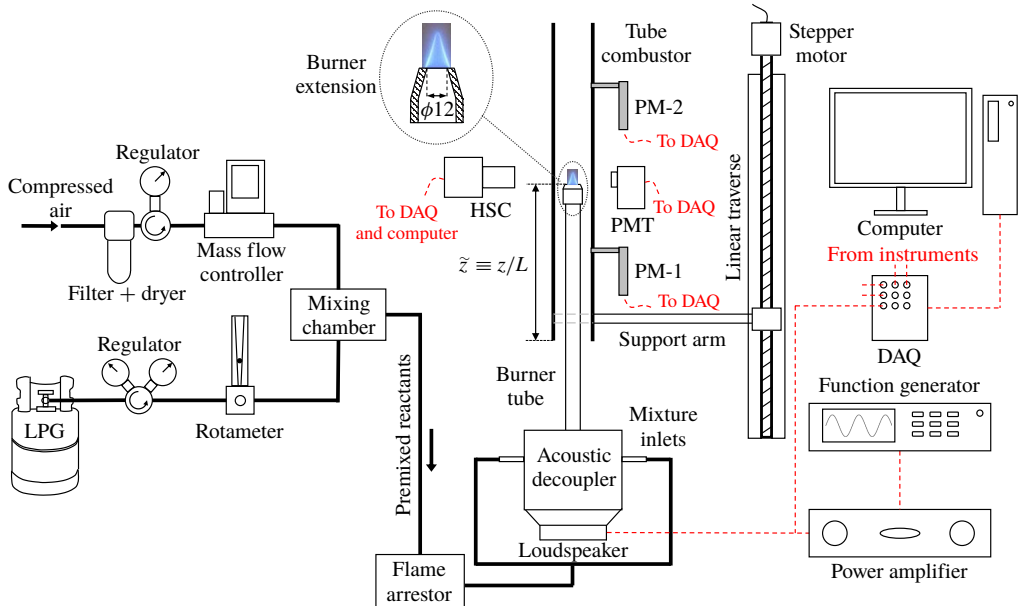 Burner
extension
ϕ12
Tube
combustor
Stepper
motor
PM-2
To DAQ
Regulator
Compressed
air
Mass flow
controller
Filter + dryer
HSC
To DAQ
and computer
PMT
To DAQ
Linear traverse
Computer
From instruments
z̃ ≡ z/L
PM-1
To DAQ
Support arm
DAQ
Mixing
chamber
Regulator
LPG
Rotameter
Premixed reactants
Burner
tube
Mixture
inlets
Acoustic
decoupler
Loudspeaker
Function generator
Power amplifier
Flame
arrestor